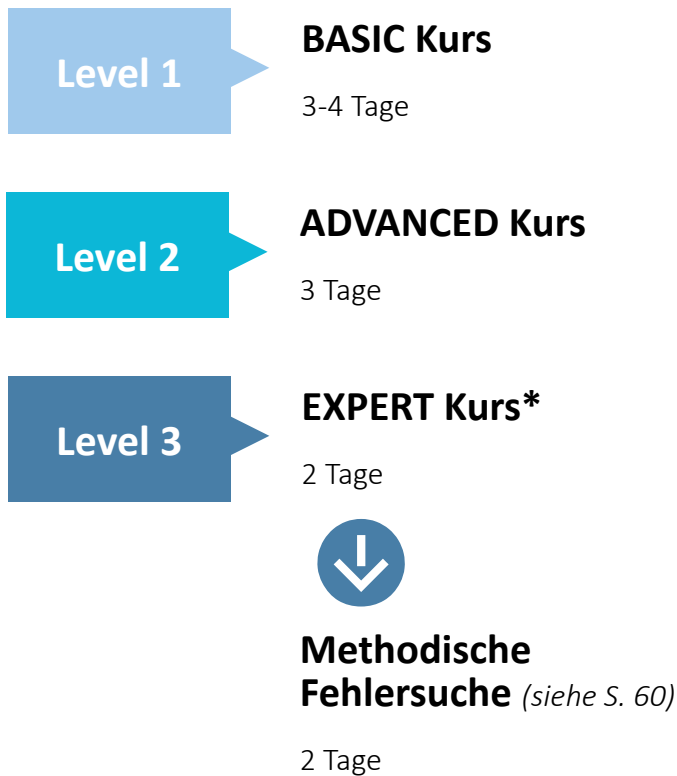 Level 1
BASIC Kurs
3-4 Tage
Level 2
ADVANCED Kurs
3 Tage
Level 3
EXPERT Kurs*
2 Tage
Methodische
Fehlersuche (siehe S. 60)
2 Tage